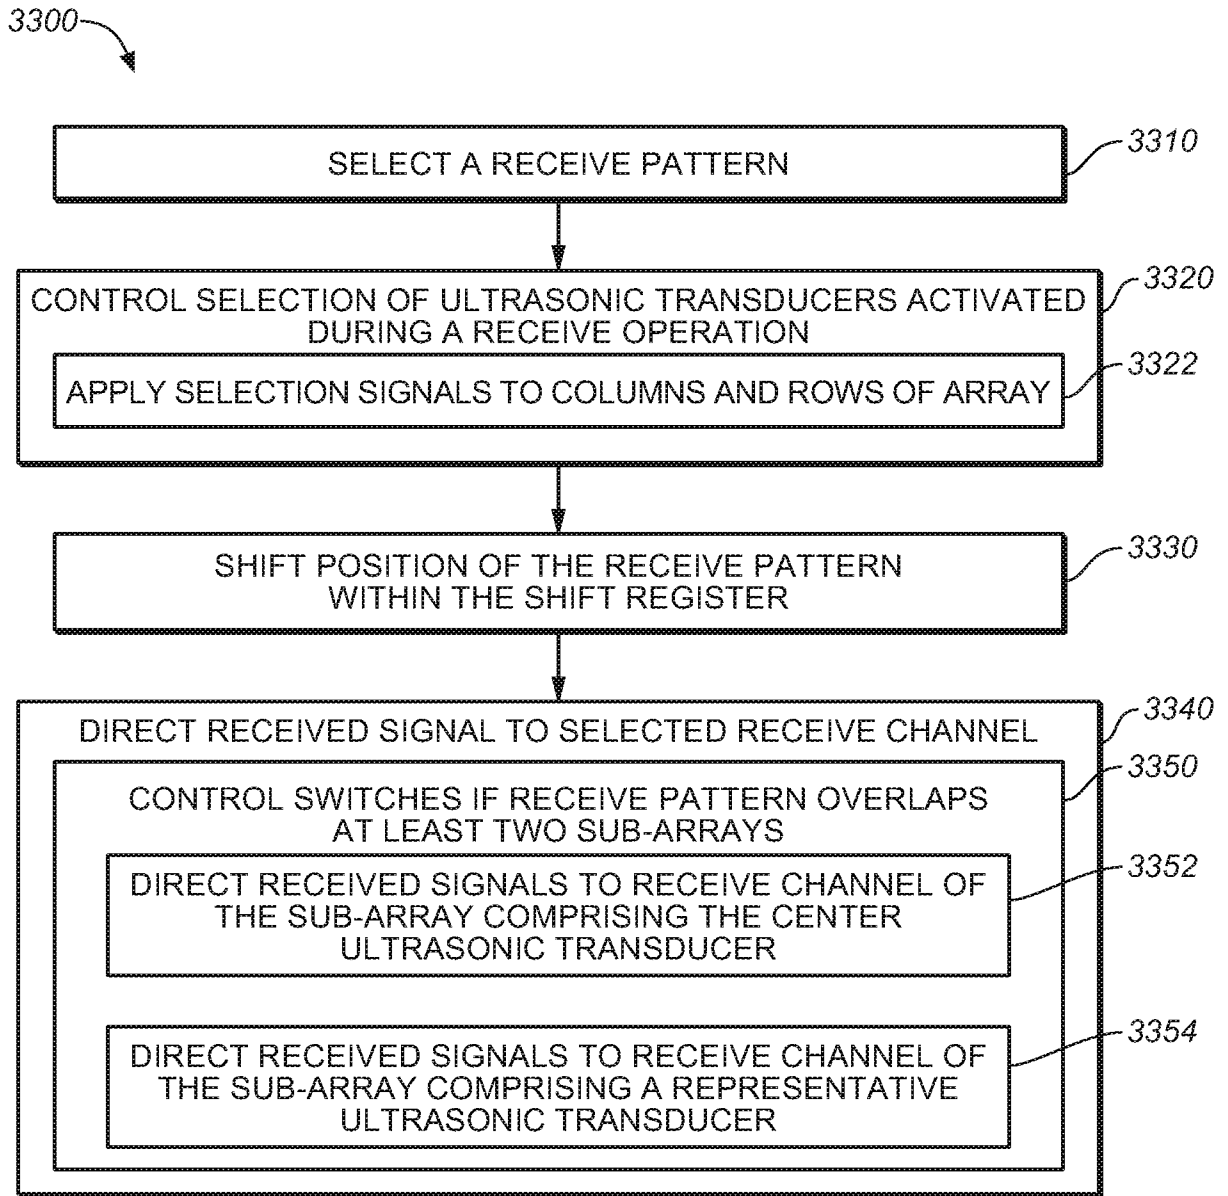 3300
SELECT A RECEIVE PATTERN
3310
CONTROL SELECTION OF ULTRASONIC TRANSDUCERS ACTIVATED
DURING A RECEIVE OPERATION
3320
APPLY SELECTION SIGNALS TO COLUMNS AND ROWS OF ARRAY
3322
SHIFT POSITION OF THE RECEIVE PATTERN
WITHIN THE SHIFT REGISTER
3330
DIRECT RECEIVED SIGNAL TO SELECTED RECEIVE CHANNEL
3340
CONTROL SWITCHES IF RECEIVE PATTERN OVERLAPS
AT LEAST TWO SUB-ARRAYS
3350
DIRECT RECEIVED SIGNALS TO RECEIVE CHANNEL OF
THE SUB-ARRAY COMPRISING THE CENTER
ULTRASONIC TRANSDUCER
3352
DIRECT RECEIVED SIGNALS TO RECEIVE CHANNEL OF
THE SUB-ARRAY COMPRISING A REPRESENTATIVE
ULTRASONIC TRANSDUCER
3354